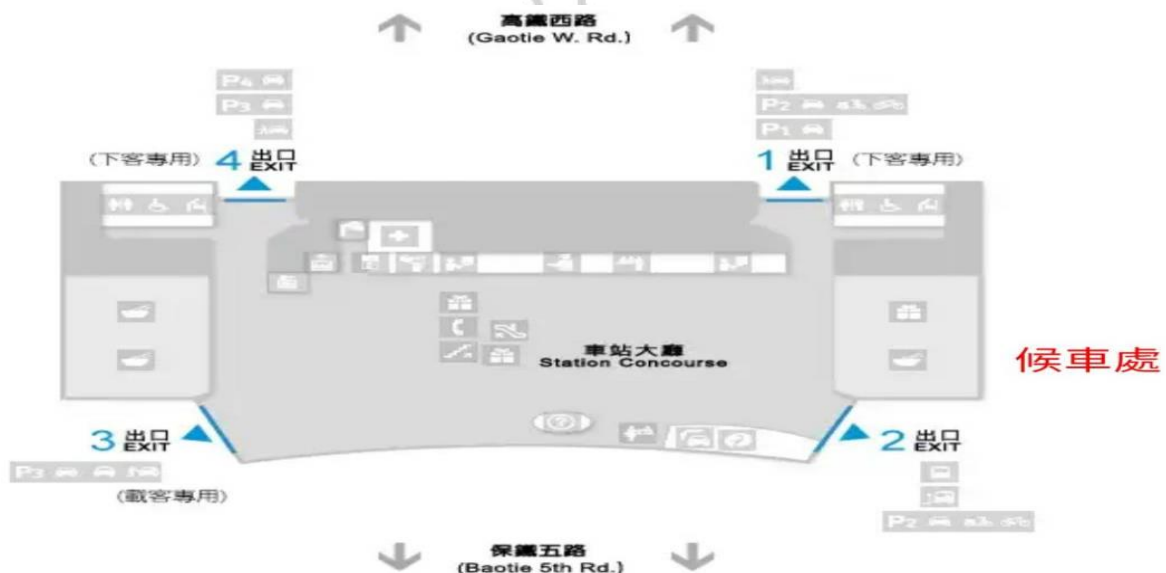 高鐵西路
(Gaotie W. Rd.)
P4
P3
P2
P1
(下客專用) 4 出口
EXIT
1 出口 (下客專用)
EXIT
車站大廳
Station Concourse
候車處
3 出口
EXIT
2 出口
EXIT
P3
(載客專用)
P2
保鐵五路
(Baotie 5th Rd.)